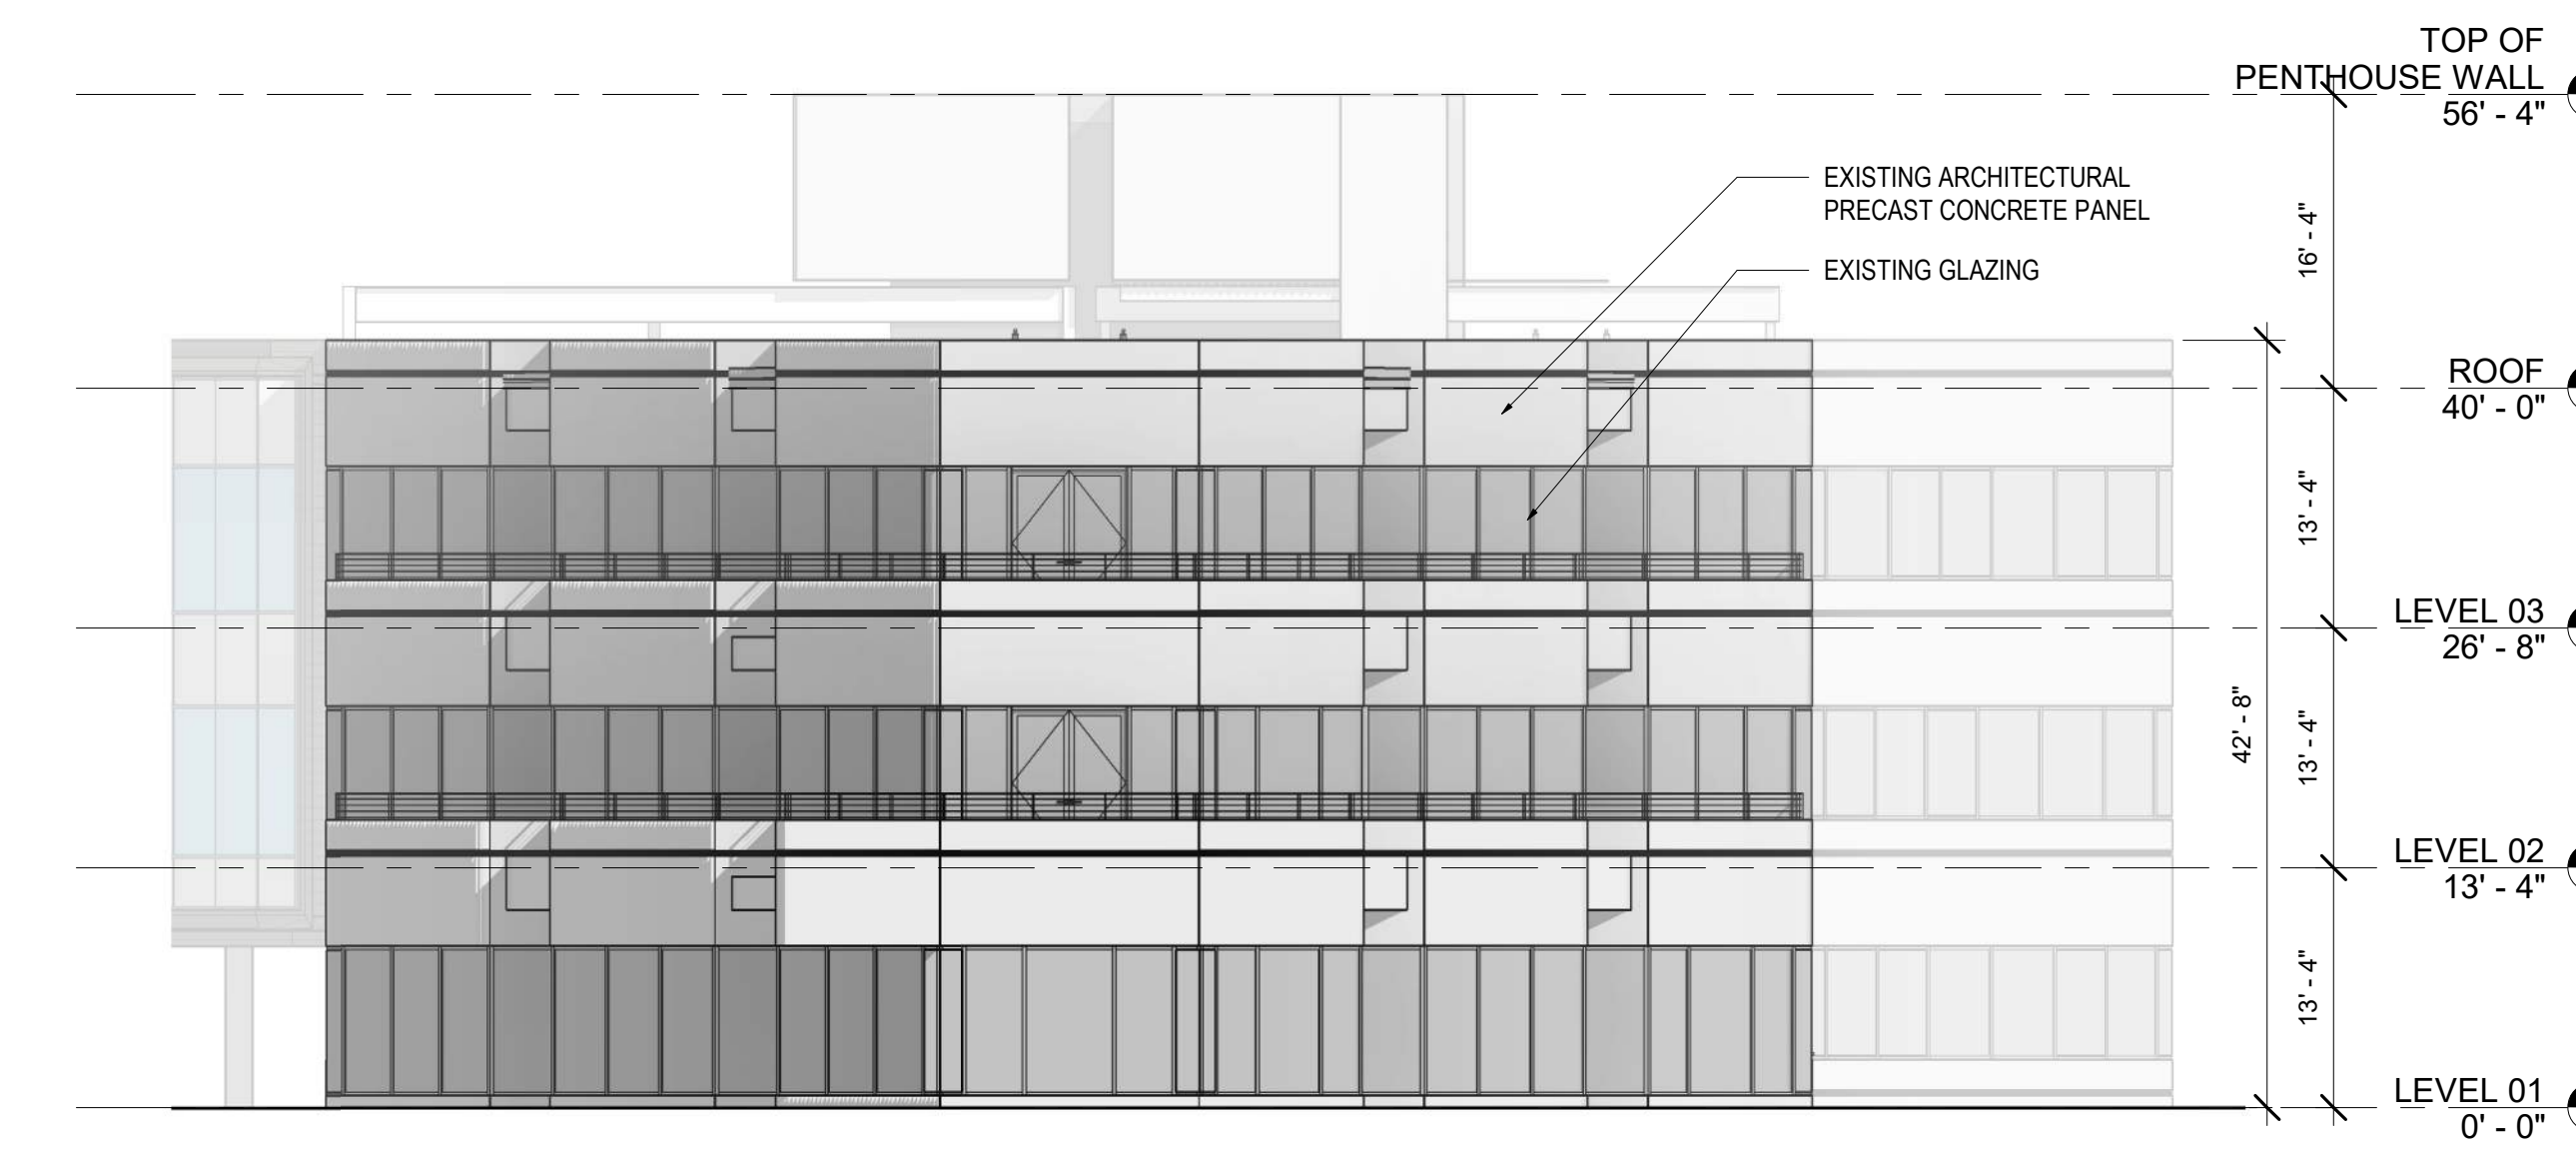 TOP OF
PENTHOUSE WALL
56' - 4"
EXISTING ARCHITECTURAL
PRECAST CONCRETE PANEL
EXISTING GLAZING
16' - 4"
ROOF
40' - 0"
13' - 4"
LEVEL 03
26' - 8"
42' - 8"
13' - 4"
LEVEL 02
13' - 4"
13' - 4"
LEVEL 01
0' - 0"